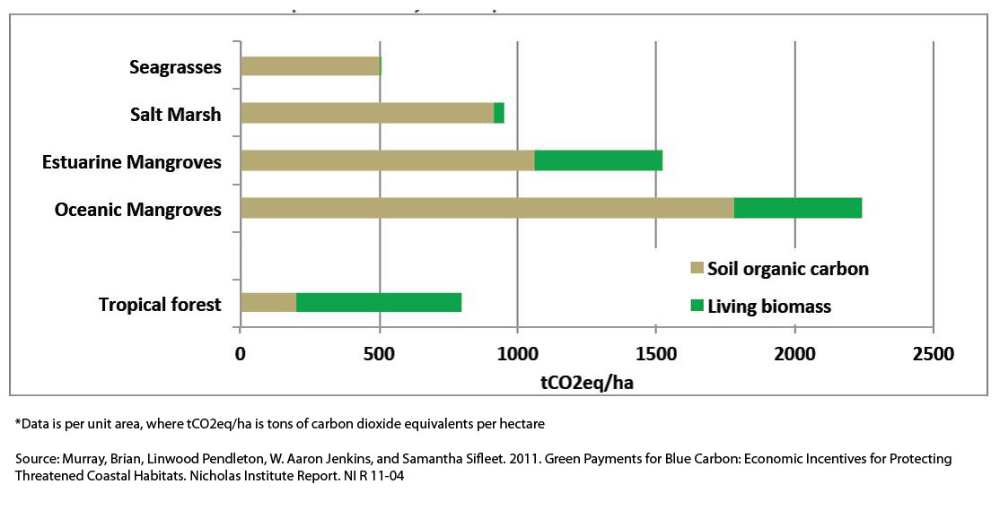 Seagrasses
Salt Marsh
Estuarine Mangroves
Oceanic Mangroves
Tropical forest
Soil organic carbon
Living biomass
0 500 1000 1500 2000 2500
tCO2eq/ha
*Data is per unit area, where tCO2eq/ha is tons of carbon dioxide equivalents per hectare
Source: Murray, Brian, Linwood Pendleton, W. Aaron Jenkins, and Samantha Sifleet. 2011. Green Payments for Blue Carbon: Economic Incentives for Protecting
Threatened Coastal Habitats. Nicholas Institute Report. NI R 11-04